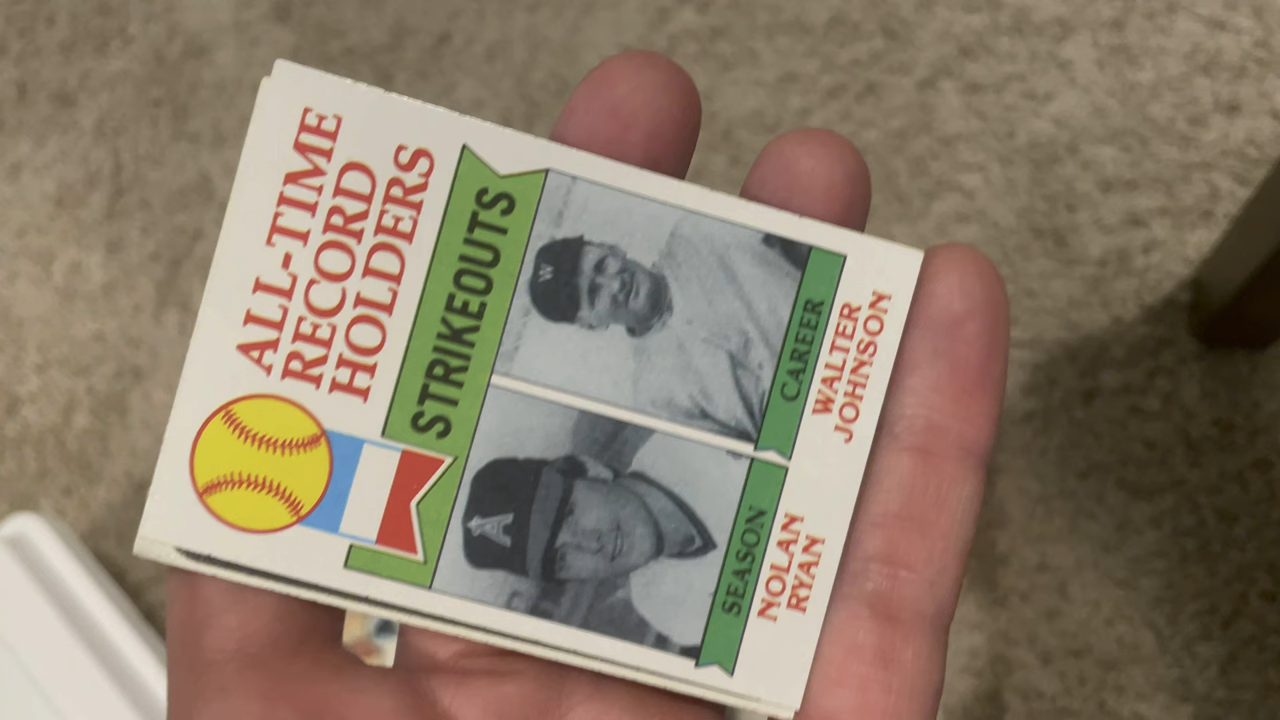 ALL-TIME
RECORD
HOLDERS
STRIKEOUTS
A
W
SEASON
CAREER
NOLAN
RYAN
WALTER
JOHNSON